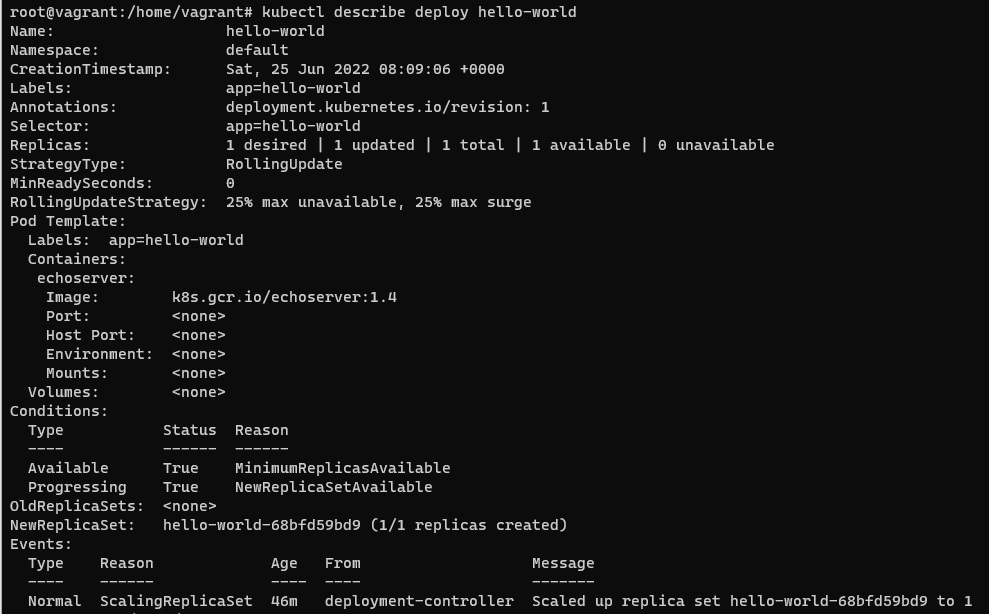 root@vagrant:/home/vagrant# kubectl describe deploy hello-world
Name:                   hello-world
Namespace:              default
CreationTimestamp:      Sat, 25 Jun 2022 08:09:06 +0000
Labels:                 app=hello-world
Annotations:            deployment.kubernetes.io/revision: 1
Selector:               app=hello-world
Replicas:               1 desired | 1 updated | 1 total | 1 available | 0 unavailable
StrategyType:           RollingUpdate
MinReadySeconds:        0
RollingUpdateStrategy:  25% max unavailable, 25% max surge
Pod Template:
  Labels:  app=hello-world
  Containers:
   echoserver:
    Image:        k8s.gcr.io/echoserver:1.4
    Port:         <none>
    Host Port:    <none>
    Environment:  <none>
    Mounts:       <none>
  Volumes:        <none>
Conditions:
  Type           Status  Reason
  ----           ------  ------
  Available      True    MinimumReplicasAvailable
  Progressing    True    NewReplicaSetAvailable
OldReplicaSets:  <none>
NewReplicaSet:   hello-world-68bfd59bd9 (1/1 replicas created)
Events:
  Type    Reason             Age   From                   Message
  ----    ------             ----  ----                   -------
  Normal  ScalingReplicaSet  46m   deployment-controller  Scaled up replica set hello-world-68bfd59bd9 to 1